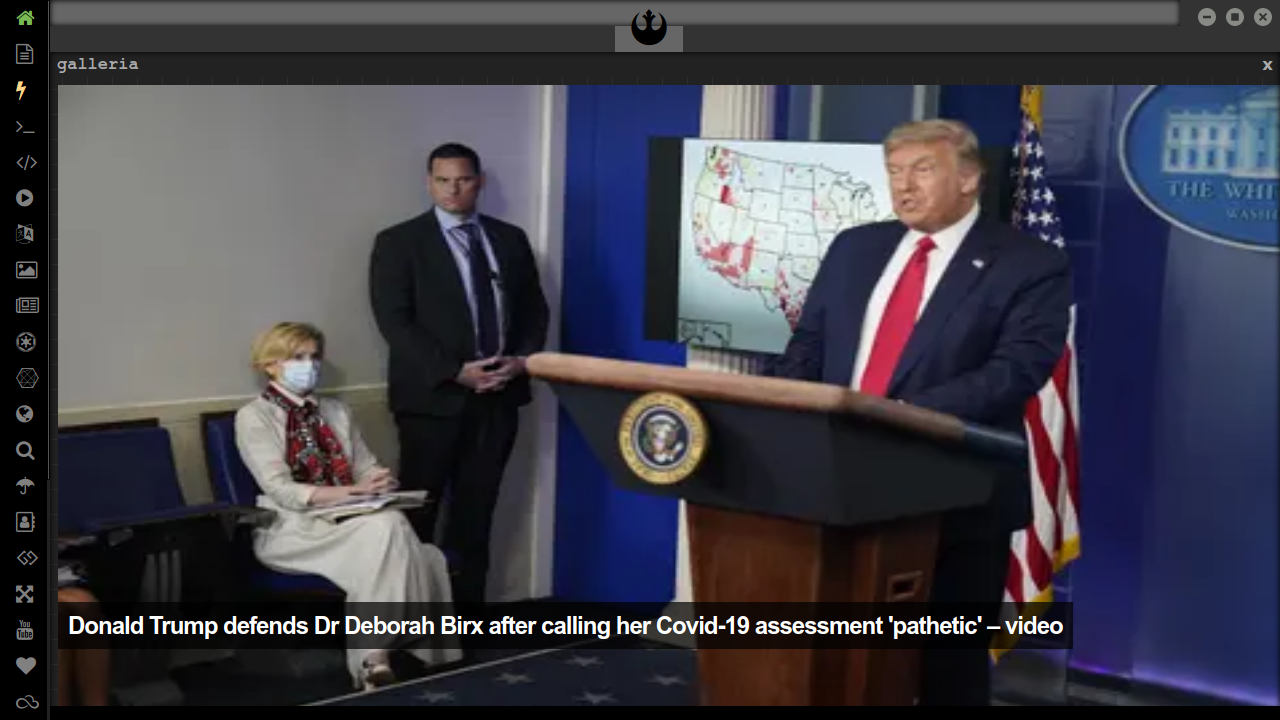 galleria
x
THE WHI
WASH
Donald Trump defends Dr Deborah Birx after calling her Covid-19 assessment 'pathetic' – video